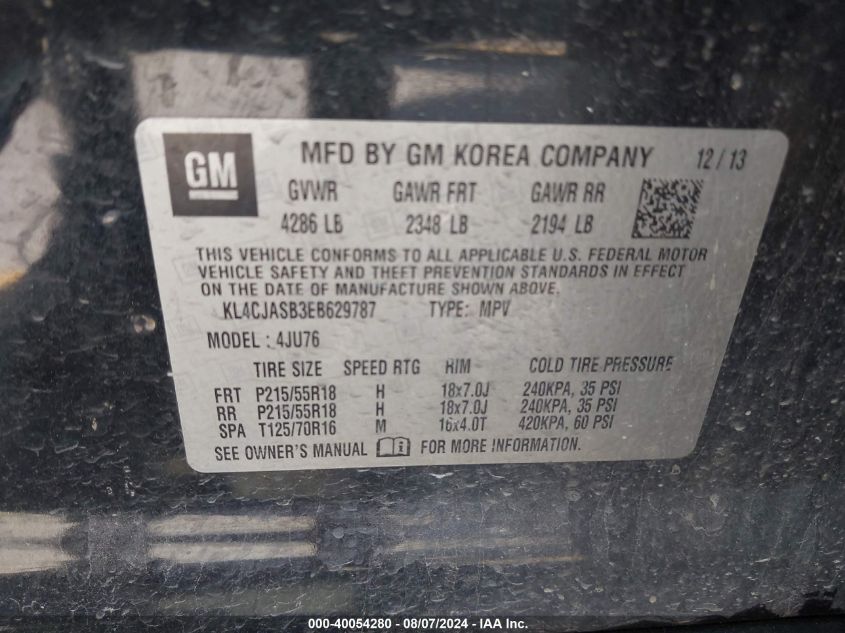 GM
MFD BY GM KOREA COMPANY 12/13
GVWR GAWR FRT GAWR RR
4286 LB 2348 LB 2194 LB
THIS VEHICLE CONFORMS TO ALL APPLICABLE U.S. FEDERAL MOTOR
VEHICLE SAFETY AND THEFT PREVENTION STANDARDS IN EFFECT
ON THE DATE OF MANUFACTURE SHOWN ABOVE.
KL4CJASB3EB629787 TYPE: MPV
MODEL : 4JU76
TIRE SIZE SPEED RTG RIM COLD TIRE PRESSURE
FRT P215/55R18 H 18x7.0J 240KPA, 35 PSI
RR P215/55R18 H 18x7.0J 240KPA, 35 PSI
SPA T125/70R16 M 16x4.0T 420KPA, 60 PSI
SEE OWNER'S MANUAL FOR MORE INFORMATION.
000-40054280 - 08/07/2024 - IAA Inc.